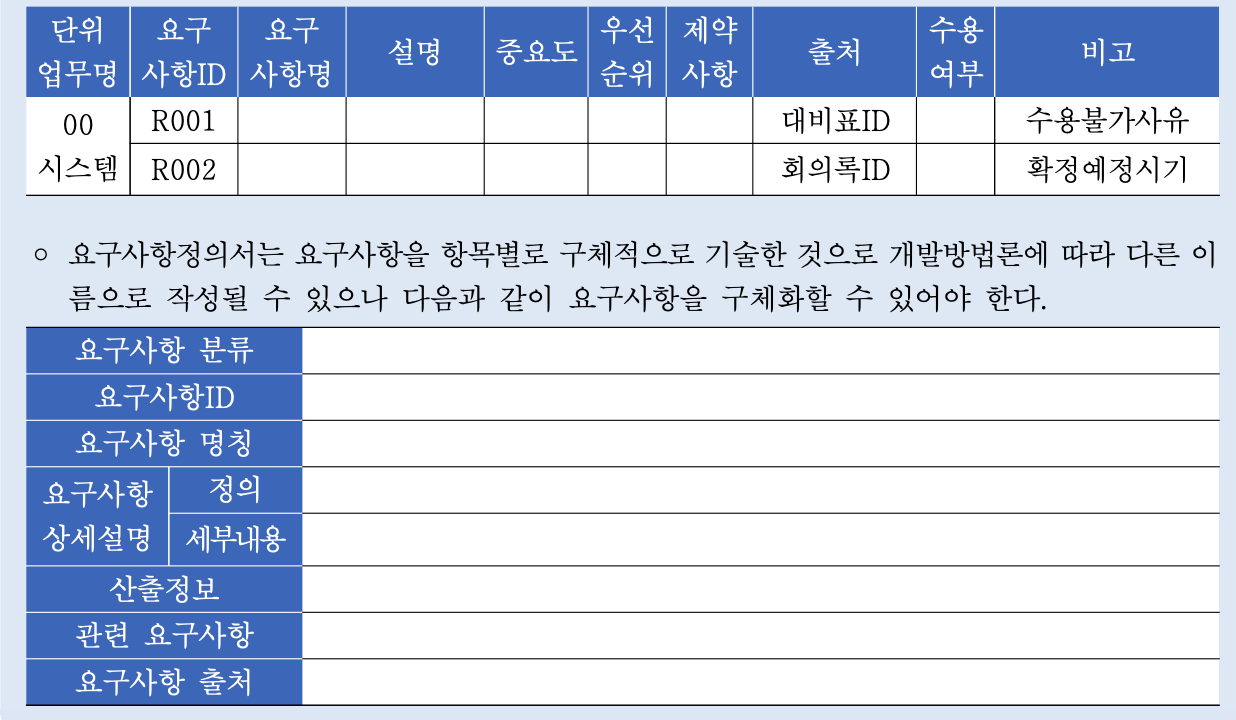 단위 업무명 요구 사항ID 요구 사항명 설명 중요도 우선 순위 제약 사항 출처 수용 여부 비고
00 시스템 R001 대비표ID 수용불가사유
R002 회의록ID 확정예정시기
○ 요구사항정의서는 요구사항을 항목별로 구체적으로 기술한 것으로 개발방법론에 따라 다른 이
름으로 작성될 수 있으나 다음과 같이 요구사항을 구체화할 수 있어야 한다.
요구사항 분류
요구사항ID
요구사항 명칭
요구사항 상세설명 정의
세부내용
산출정보
관련 요구사항
요구사항 출처